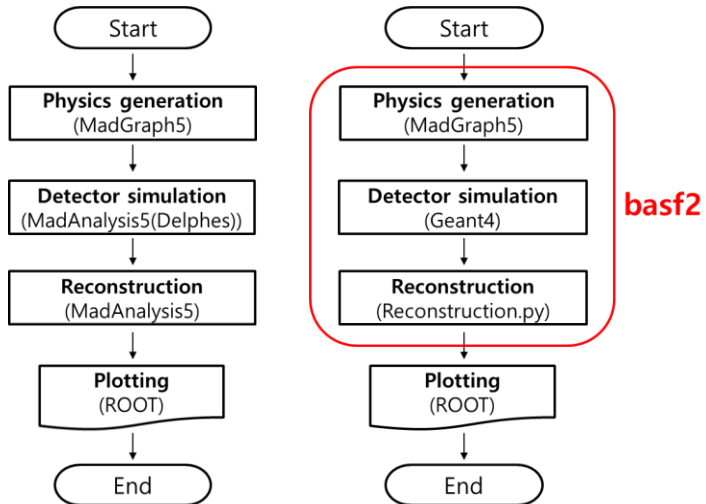 Start
Physics generation
(MadGraph5)
Detector simulation
(MadAnalysis5(Delphes))
Reconstruction
(MadAnalysis5)
Plotting
(ROOT)
End
Start
Physics generation
(MadGraph5)
Detector simulation
(Geant4)
Reconstruction
(Reconstruction.py)
Plotting
(ROOT)
End
basf2